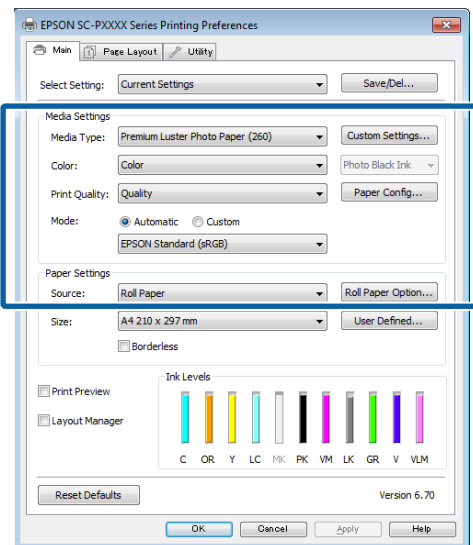 EPSON SC-PXXXX Series Printing Preferences
Main Page Layout Utility
Select Setting: Current Settings Save/Del...
Media Settings
Media Type: Premium Luster Photo Paper (260) Custom Settings...
Color: Color Photo Black Ink
Print Quality: Quality Paper Config...
Mode: Automatic Custom
EPSON Standard (sRGB)
Paper Settings
Source: Roll Paper Roll Paper Option...
Size: A4 210 x 297 mm User Defined...
Borderless
Ink Levels
Print Preview
Layout Manager
C OR Y LC MK PK VM LK GR V VLM
Reset Defaults Version 6.70
OK Cancel Apply Help